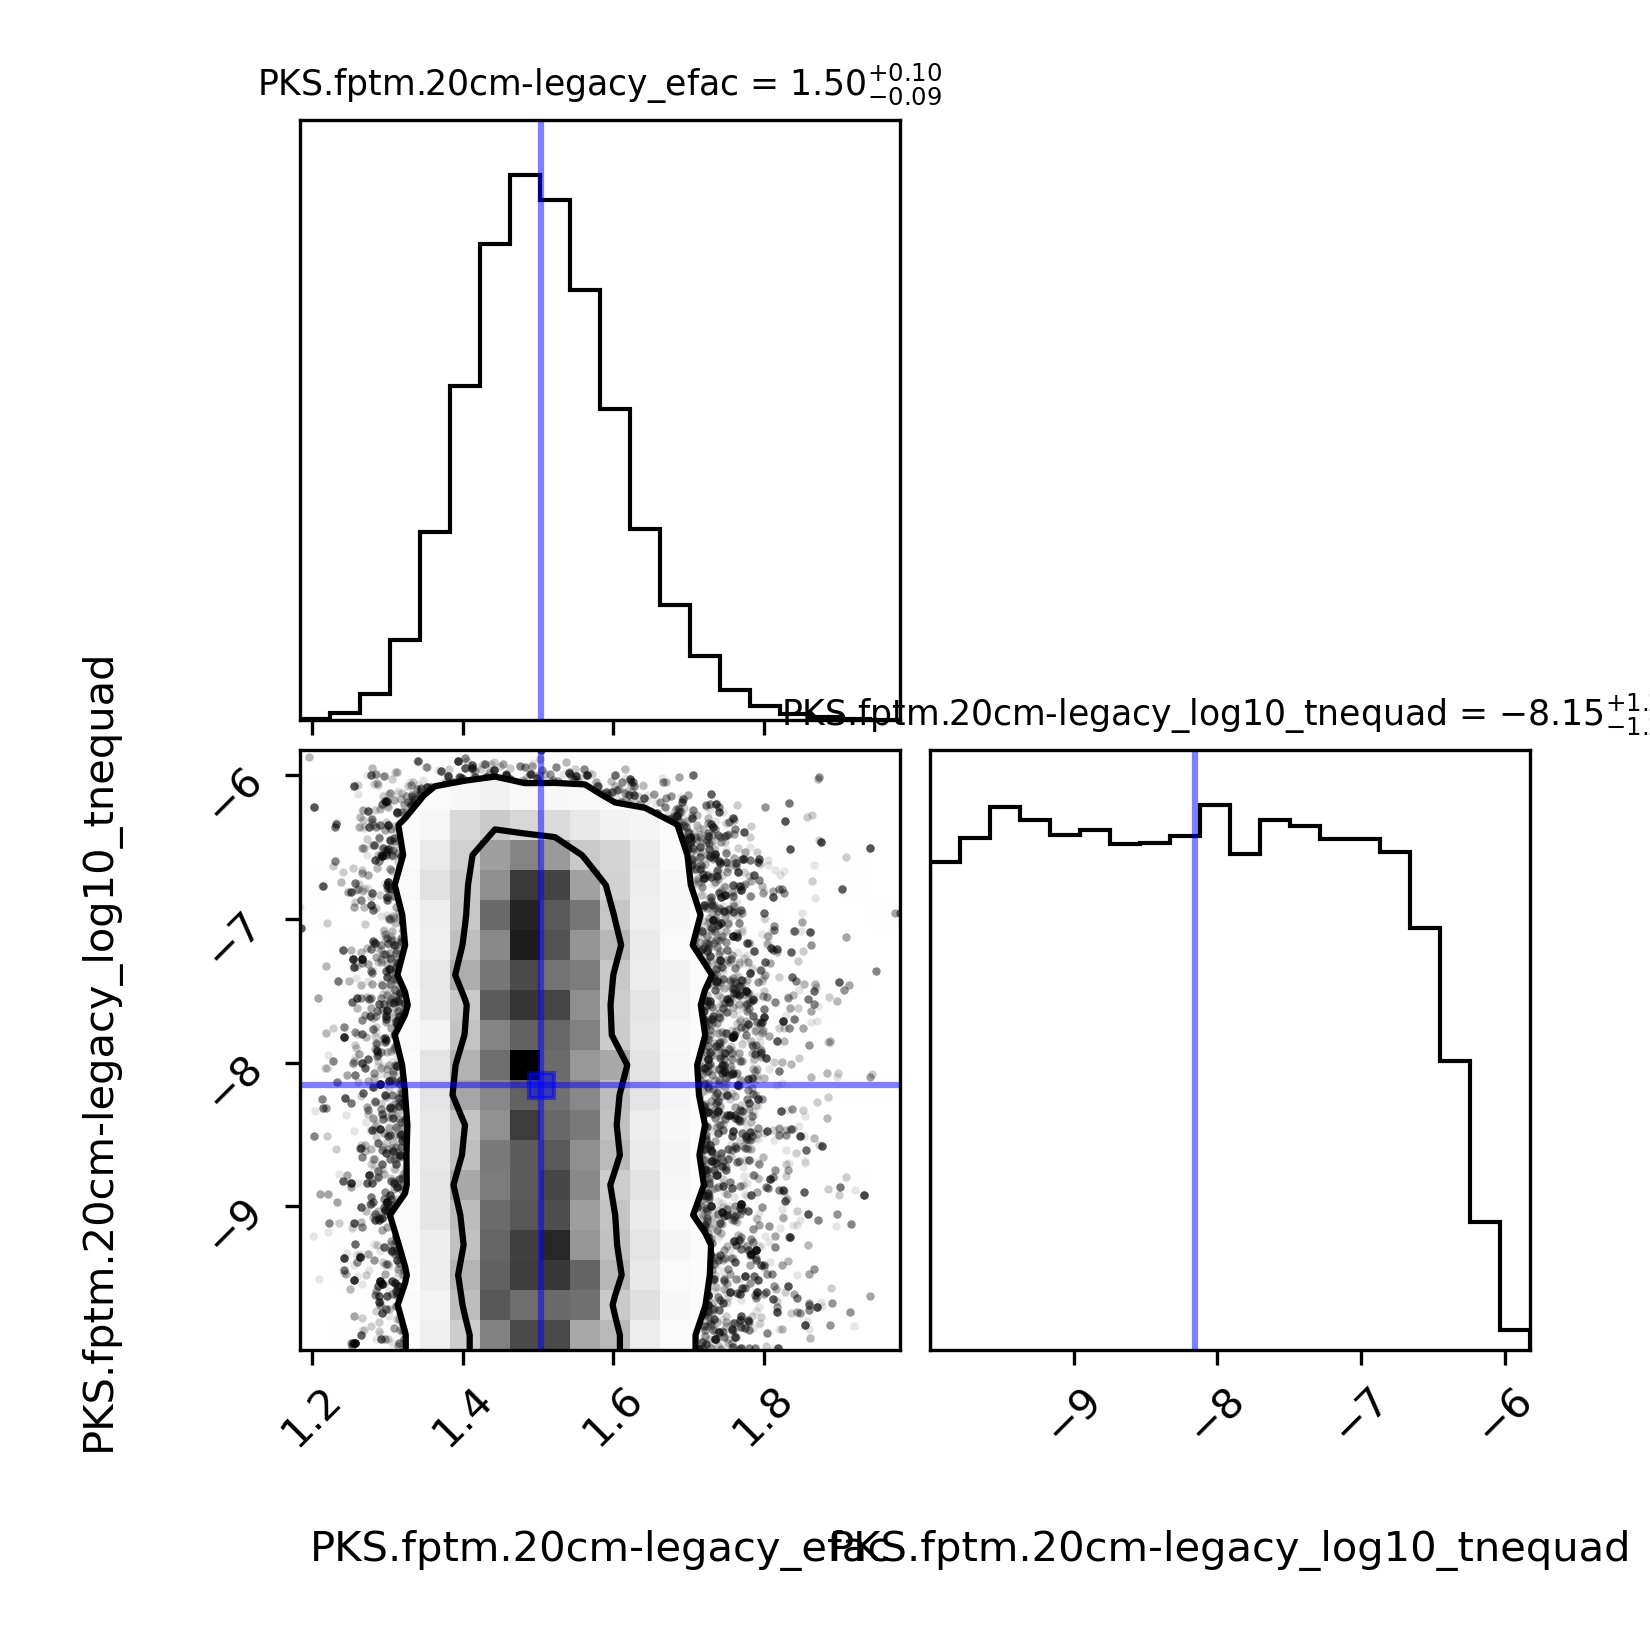 PKS.fptm.20cm-legacy_efac = 1.50+0.10−0.09
PKS.fptm.20cm-legacy_log10_tnequad = −8.15+1.−1.
PKS.fptm.20cm-legacy_log10_tnequad
−6
−7
−8
−9
1.2
1.4
1.6
1.8
−9
−8
−7
−6
PKS.fptm.20cm-legacy_efac
PKS.fptm.20cm-legacy_log10_tnequad